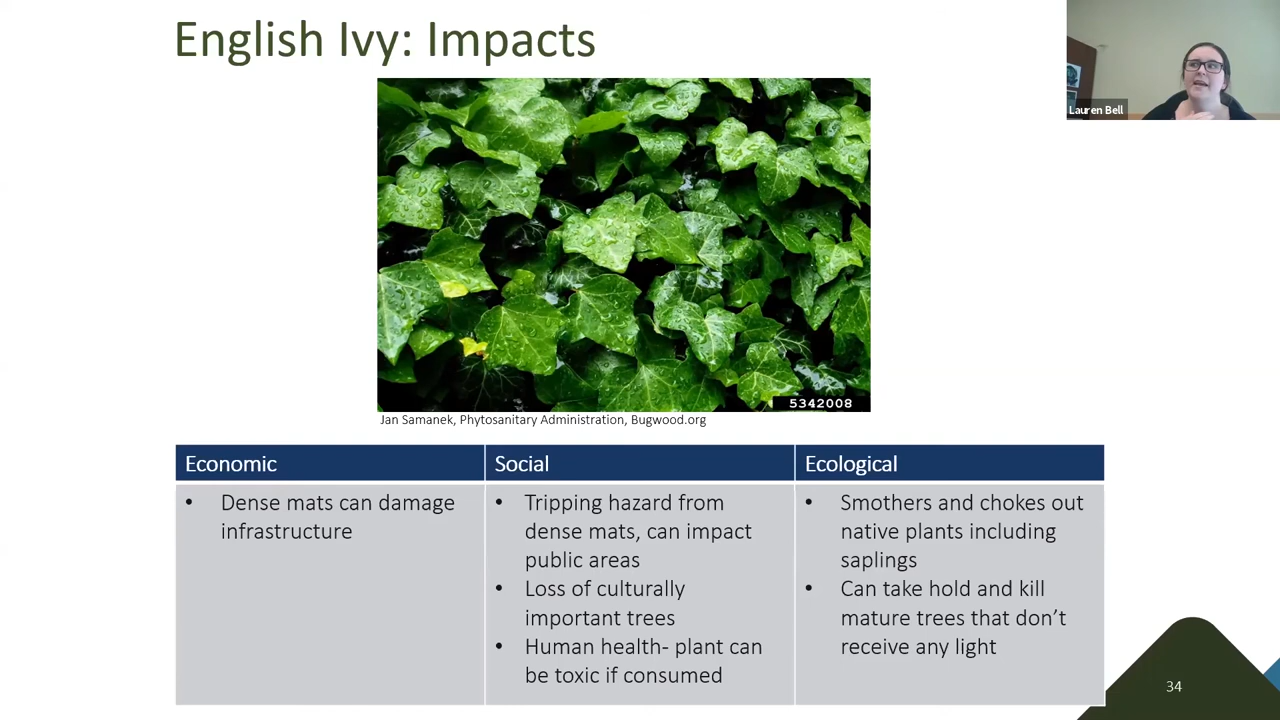 English Ivy: Impacts
Lauren Bell
5342008
Jan Samanek, Phytosanitary Administration, Bugwood.org
Economic
• Dense mats can damage
infrastructure
Social
• Tripping hazard from
dense mats, can impact
public areas
• Loss of culturally
important trees
• Human health- plant can
be toxic if consumed
Ecological
• Smothers and chokes out
native plants including
saplings
• Can take hold and kill
mature trees that don’t
receive any light
34